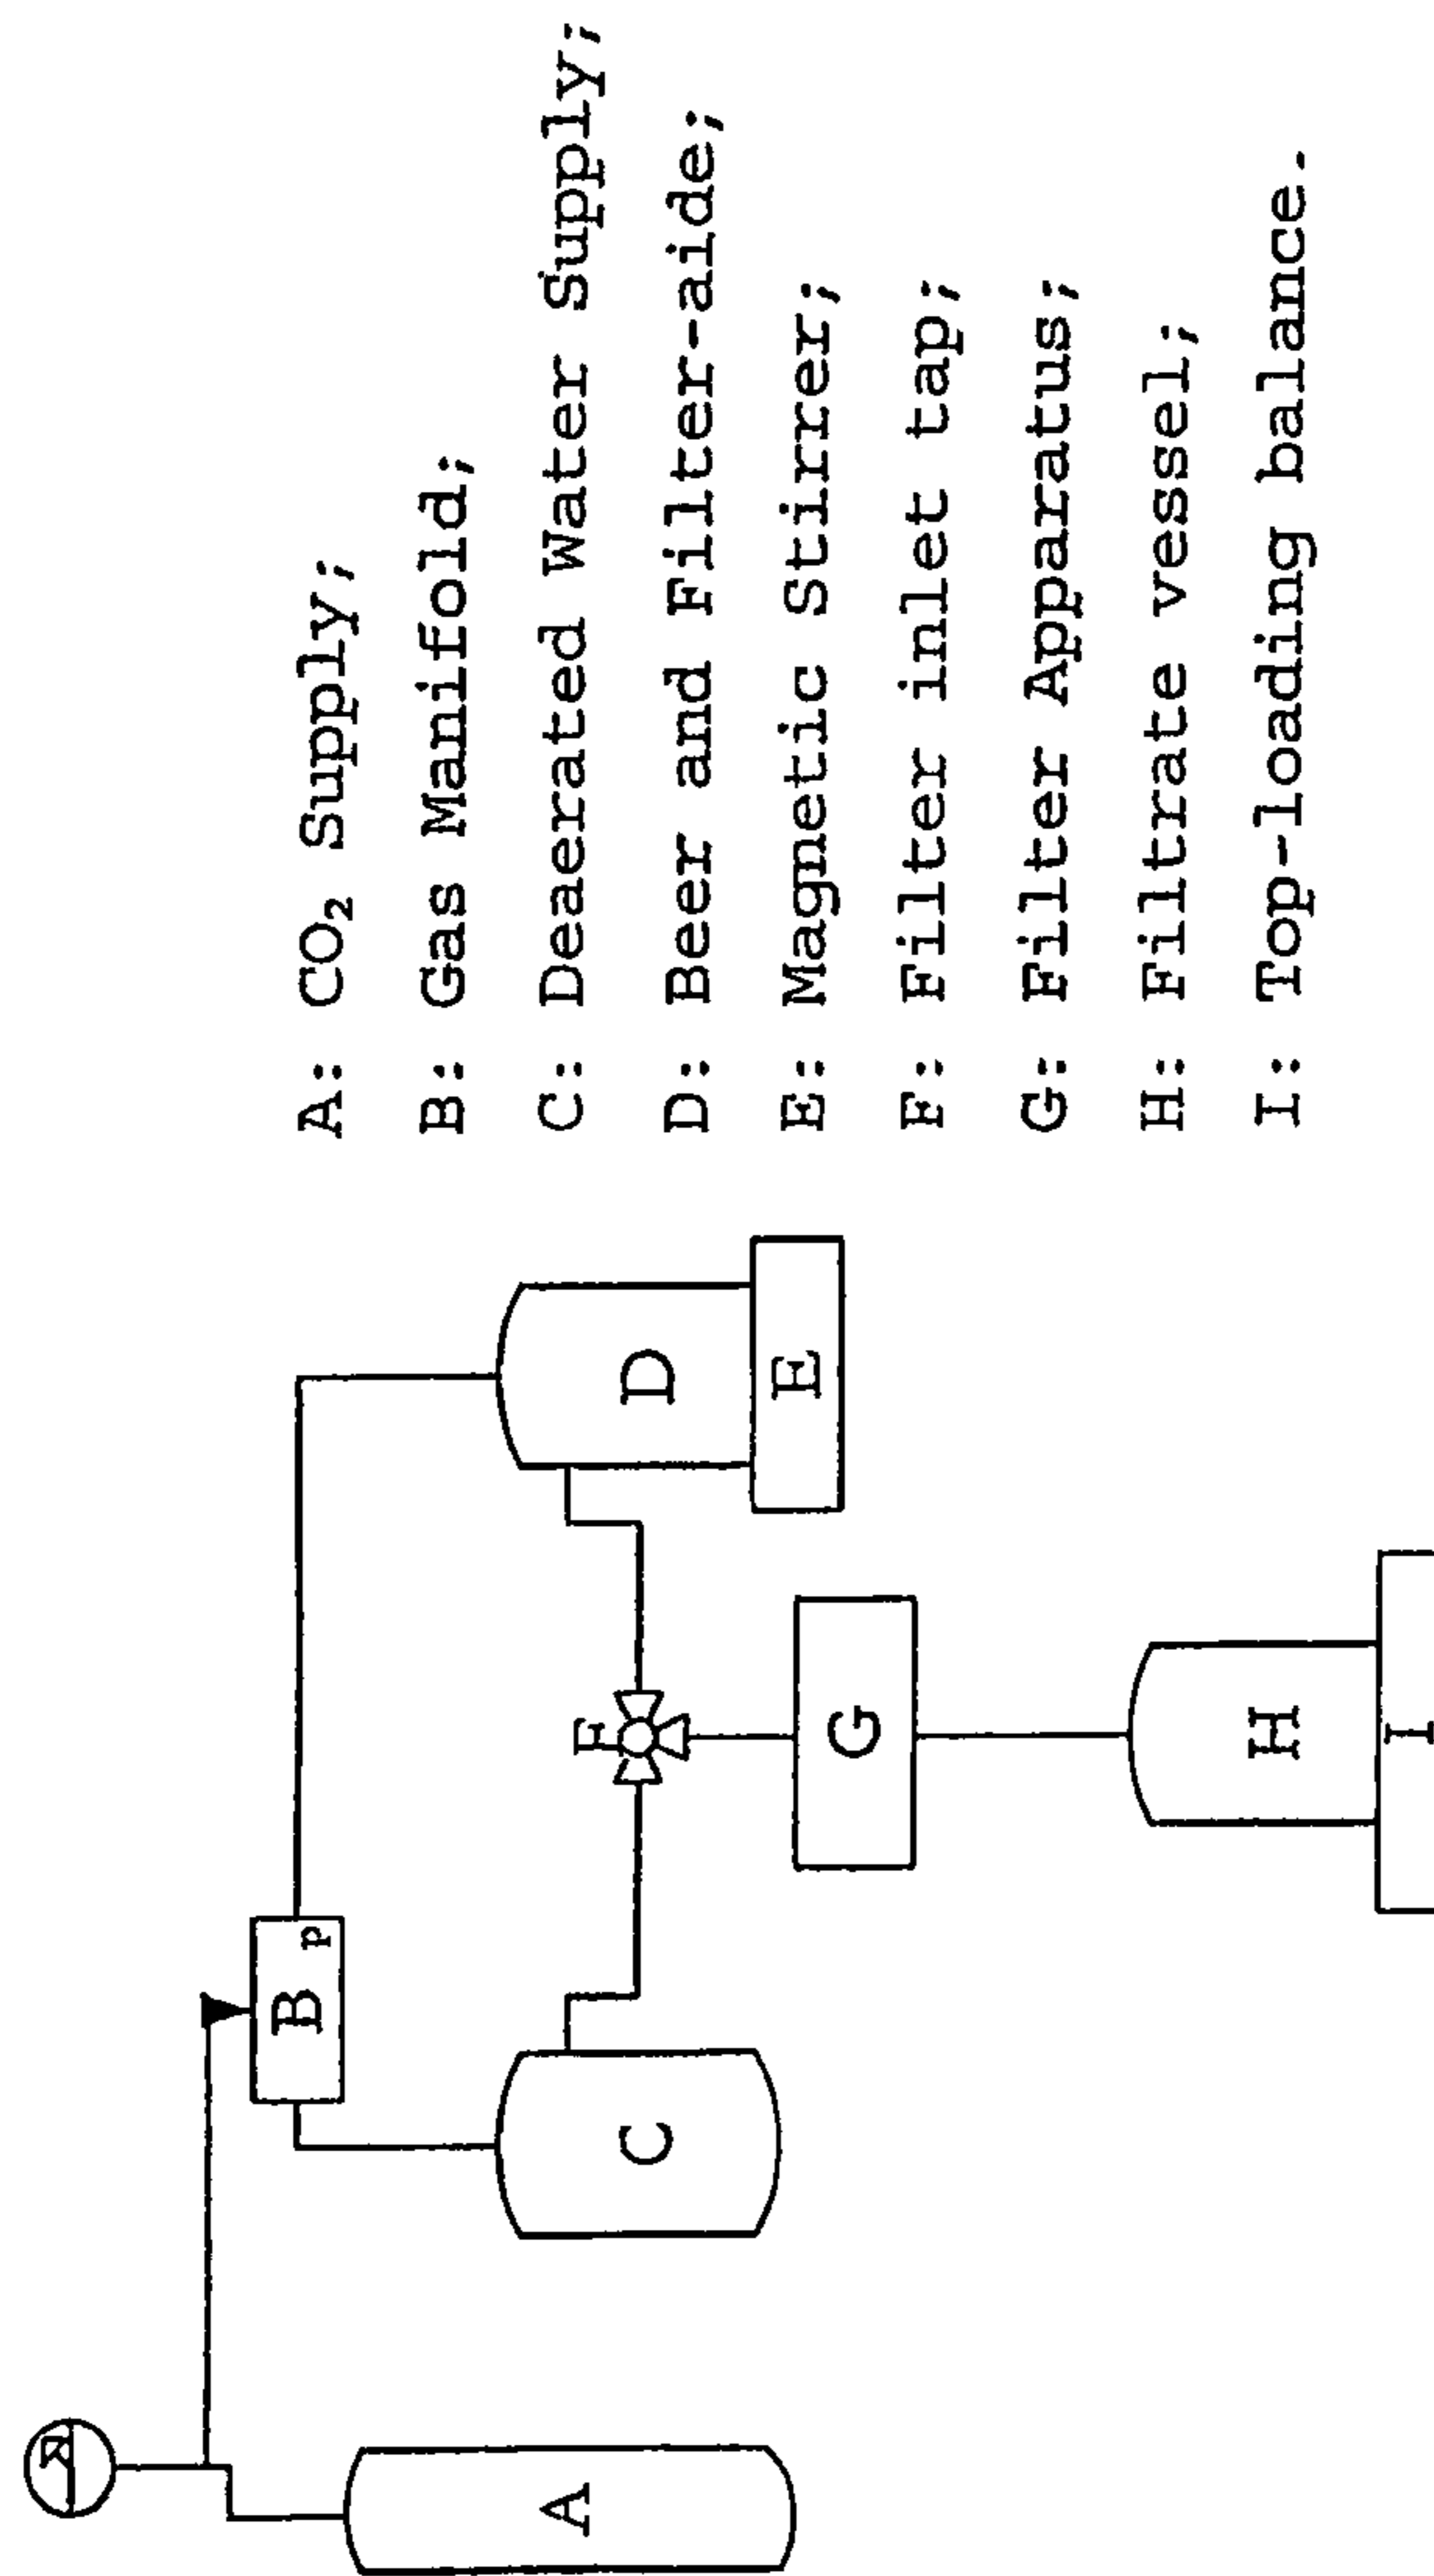 B
p
F
D
C
E
A
G
H
I
A: CO₂ Supply;
B: Gas Manifold;
C: Deaerated Water Supply;
D: Beer and Filter-aide;
E: Magnetic Stirrer;
F: Filter inlet tap;
G: Filter Apparatus;
H: Filtrate vessel;
I: Top-loading balance.